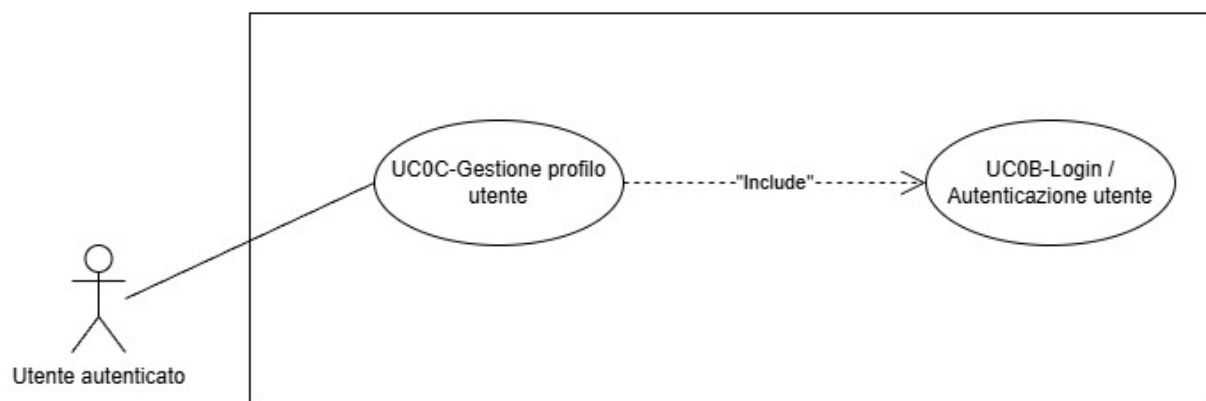 UC0C-Gestione profilo
utente
"Include"
UC0B-Login /
Autenticazione utente
Utente autenticato